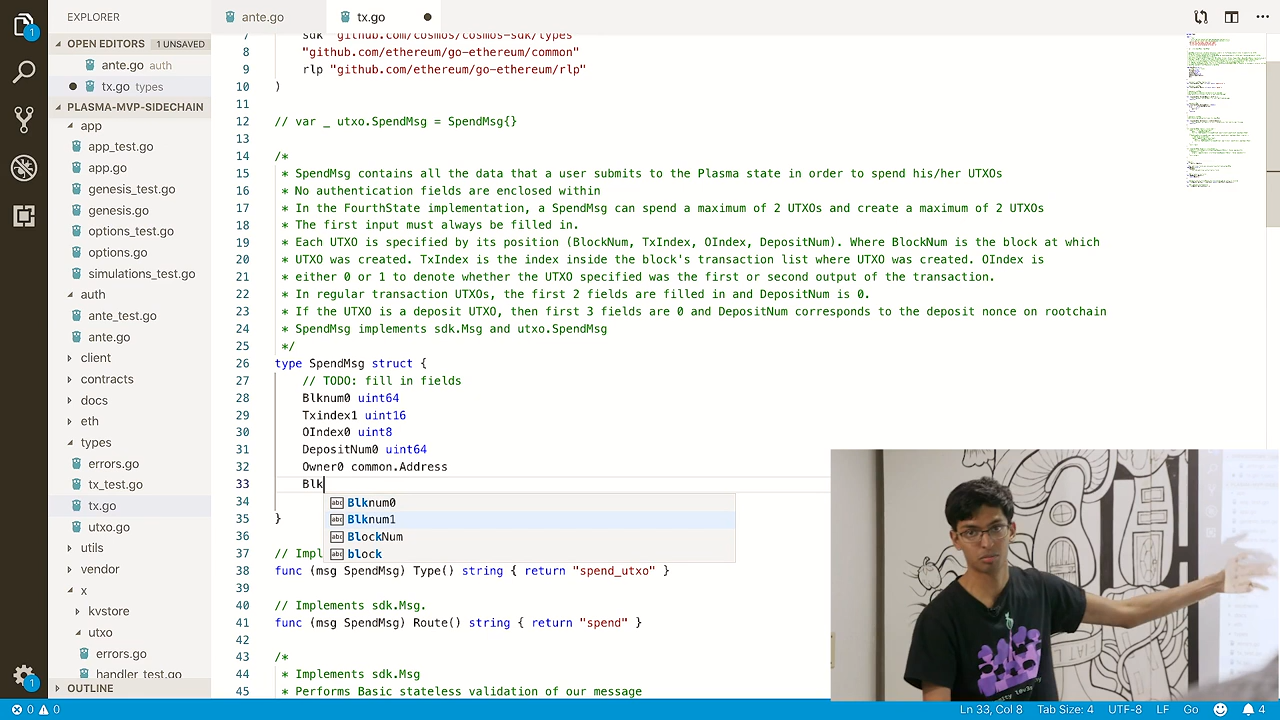 EXPLORER
ante.go
tx.go
OPEN EDITORS 1 UNSAVED
ante.go auth
tx.go types
PLASMA-MVP-SIDECHAIN
app
app_test.go
app.go
genesis_test.go
genesis.go
options_test.go
options.go
simulations_test.go
auth
ante_test.go
ante.go
client
contracts
docs
eth
types
errors.go
tx_test.go
tx.go
utxo.go
utils
vendor
x
kvstore
utxo
errors.go
handler_test.go
OUTLINE
7 sdk "github.com/cosmos/cosmos-sdk/types"
8 "github.com/ethereum/go-ethereum/common"
9 rlp "github.com/ethereum/go-ethereum/rlp"
10 )
11
12 // var _ utxo.SpendMsg = SpendMsg{}
13
14 /*
15 * SpendMsg contains all the data that a user submits to the Plasma state in order to spend his/her UTXOs
16 * No authentication fields are included within
17 * In the FourthState implementation, a SpendMsg can spend a maximum of 2 UTXOs and create a maximum of 2 UTXOs
18 * The first input must always be filled in.
19 * Each UTXO is specified by its position (BlockNum, TxIndex, OIndex, DepositNum). Where BlockNum is the block at which
20 * UTXO was created. TxIndex is the index inside the block's transaction list where UTXO was created. OIndex is
21 * either 0 or 1 to denote whether the UTXO specified was the first or second output of the transaction.
22 * In regular transaction UTXOs, the first 2 fields are filled in and DepositNum is 0.
23 * If the UTXO is a deposit UTXO, then first 3 fields are 0 and DepositNum corresponds to the deposit nonce on rootchain
24 * SpendMsg implements sdk.Msg and utxo.SpendMsg
25 */
26 type SpendMsg struct {
27 // TODO: fill in fields
28 Blknum0 uint64
29 Txindex1 uint16
30 OIndex0 uint8
31 DepositNum0 uint64
32 Owner0 common.Address
33 Blk
34 Blknum0
35 } Blknum1
36 BlockNum
37 // Impl block
38 func (msg SpendMsg) Type() string { return "spend_utxo" }
39
40 // Implements sdk.Msg.
41 func (msg SpendMsg) Route() string { return "spend" }
42
43 /*
44 * Implements sdk.Msg
45 * Performs Basic stateless validation of our message
1
1
0 0
Ln 33, Col 8 Tab Size: 4 UTF-8 LF Go 4